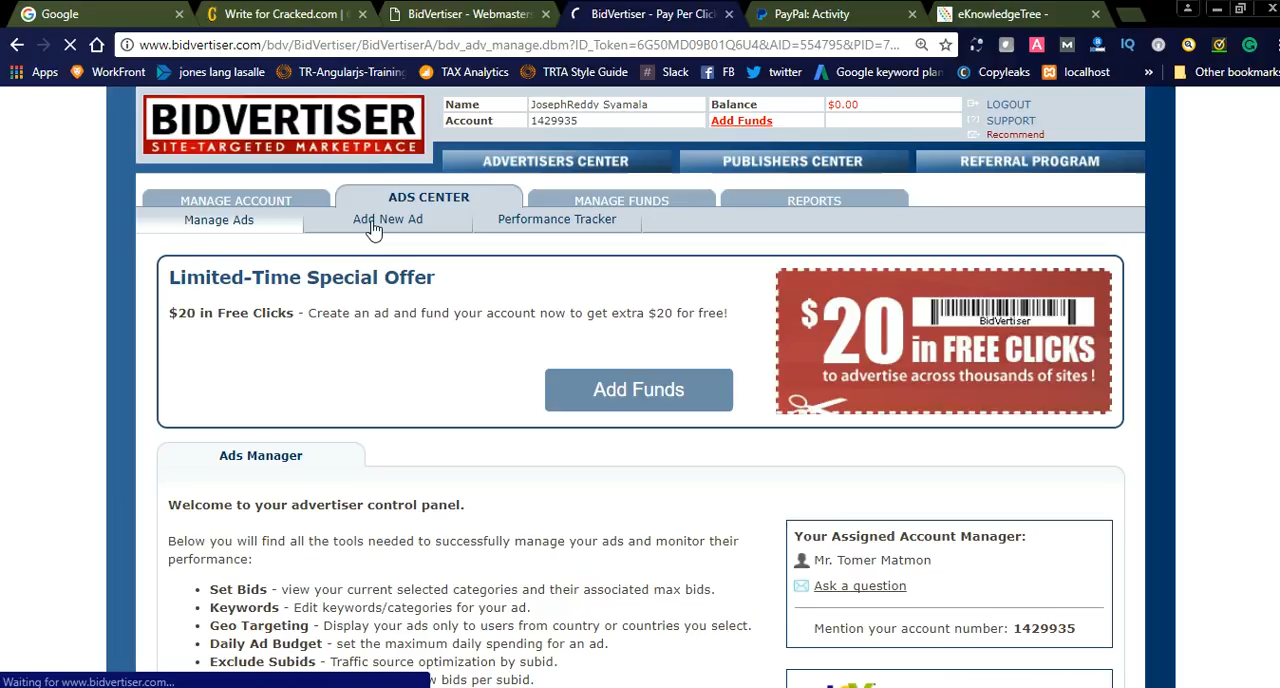 Google
Write for Cracked.com | C
BidVertiser - Webmaster
BidVertiser - Pay Per Clic
PayPal: Activity
eKnowledgeTree -
www.bidvertiser.com/bdv/BidVertiser/BidVertiserA/bdv_adv_manage.dbm?ID_Token=6G50MD09B01Q6U4&AID=554795&PID=7...
Apps
WorkFront
jones lang lasalle
TR-Angularjs-Training
TAX Analytics
TRTA Style Guide
Slack
FB
twitter
Google keyword plan
Copyleaks
localhost
»
Other bookmarks
BIDVERTISER
SITE-TARGETED MARKETPLACE
Name JosephReddy Syamala Balance $0.00
Account 1429935 Add Funds
LOGOUT
SUPPORT
Recommend
ADVERTISERS CENTER PUBLISHERS CENTER REFERRAL PROGRAM
MANAGE ACCOUNT ADS CENTER MANAGE FUNDS REPORTS
Manage Ads Add New Ad Performance Tracker
Limited-Time Special Offer
$20 in Free Clicks - Create an ad and fund your account now to get extra $20 for free!
Add Funds
$20
BidVertiser
in FREE CLICKS
to advertise across thousands of sites !
Ads Manager
Welcome to your advertiser control panel.
Below you will find all the tools needed to successfully manage your ads and monitor their
performance:
• Set Bids - view your current selected categories and their associated max bids.
• Keywords - Edit keywords/categories for your ad.
• Geo Targeting - Display your ads only to users from country or countries you select.
• Daily Ad Budget - set the maximum daily spending for an ad.
• Exclude Subids - Traffic source optimization by subid.
bids per subid.
Your Assigned Account Manager:
Mr. Tomer Matmon
Ask a question
Mention your account number: 1429935
Waiting for www.bidvertiser.com...